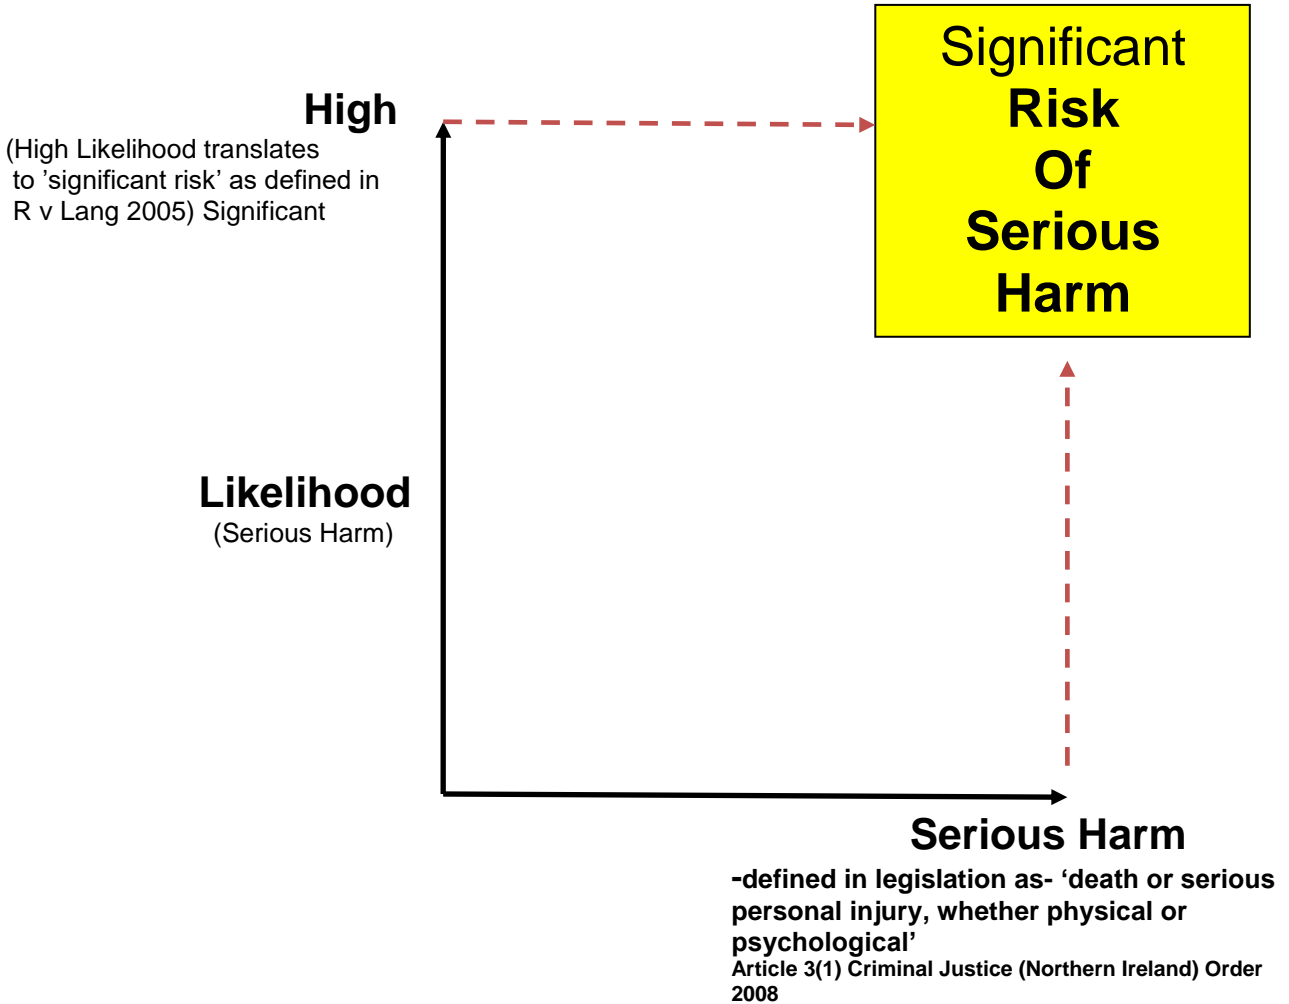 Significant
Risk
Of
Serious
Harm
High
(High Likelihood translates
to ’significant risk’ as defined in
R v Lang 2005) Significant
Likelihood
(Serious Harm)
Serious Harm
-defined in legislation as- ‘death or serious
personal injury, whether physical or
psychological’
Article 3(1) Criminal Justice (Northern Ireland) Order
2008